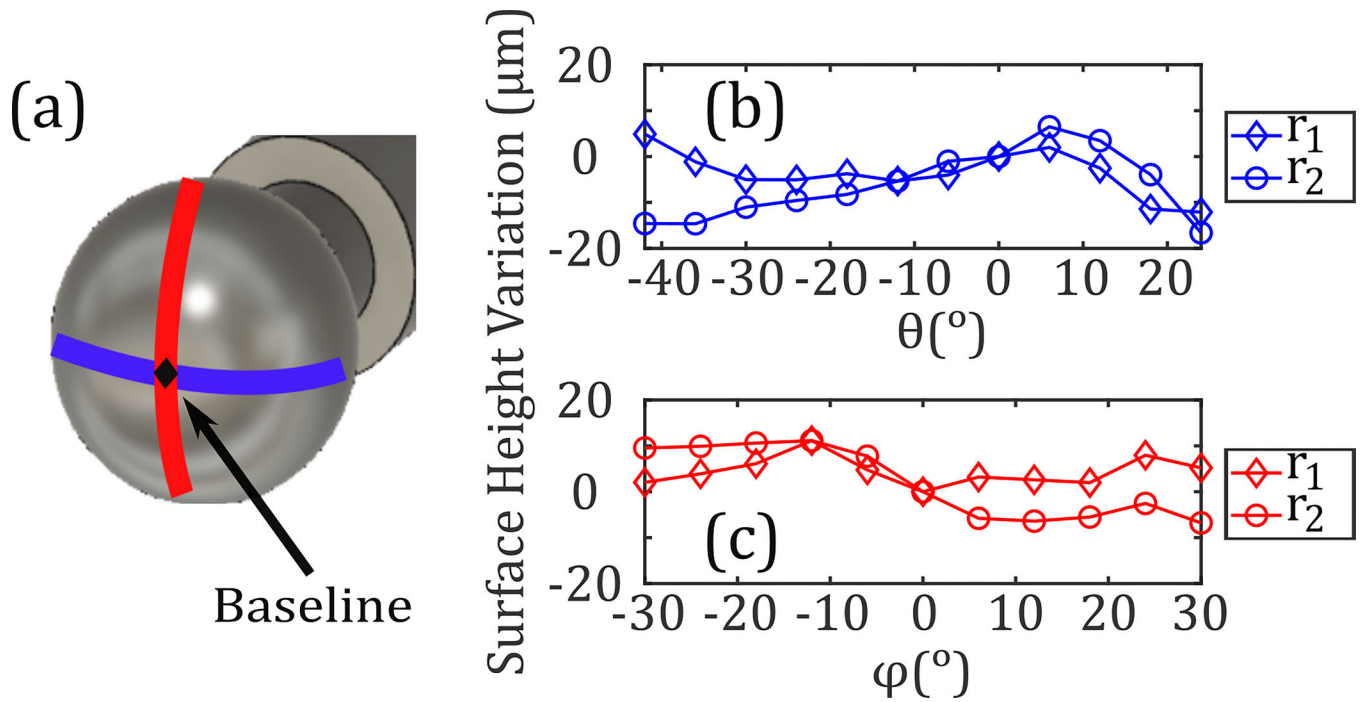 (a)
Baseline
Surface Height Variation (μm)
20
0
-20
(b)
-40 -30 -20 -10 0 10 20
θ(º)
r1
r2
20
0
-20
(c)
-30 -20 -10 0 10 20 30
φ(º)
r1
r2